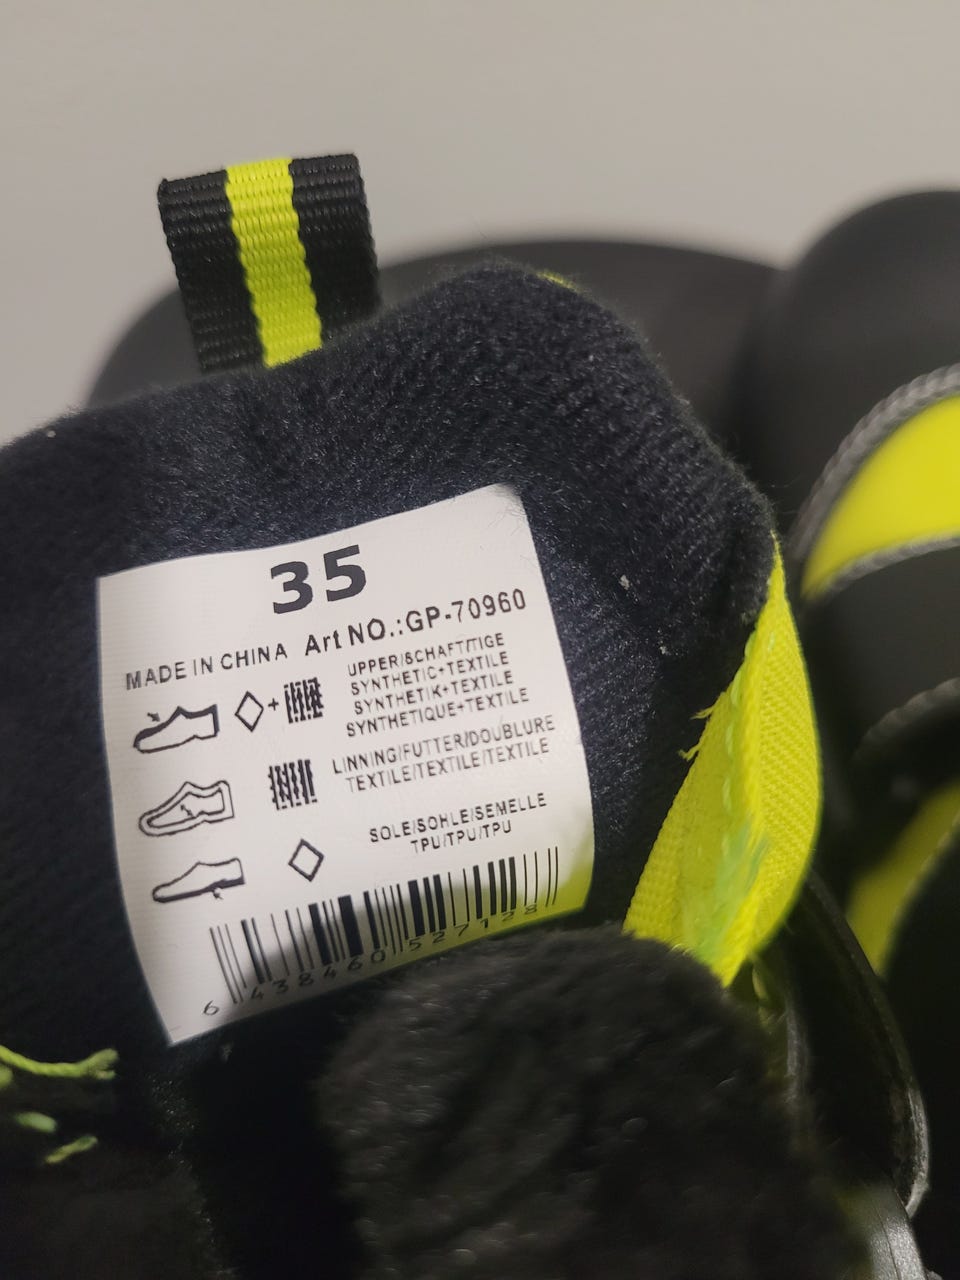 35
MADE IN CHINA Art NO.:GP-70960
UPPER/SCHAFT/TIGE
SYNTHETIC+TEXTILE
SYNTHETIK+TEXTILE
SYNTHETIQUE+TEXTILE
+
LINNING/FUTTER/DOUBLURE
TEXTILE/TEXTILE/TEXTILE
SOLE/SOHLE/SEMELLE
TPU/TPU/TPU
6 438460 527128